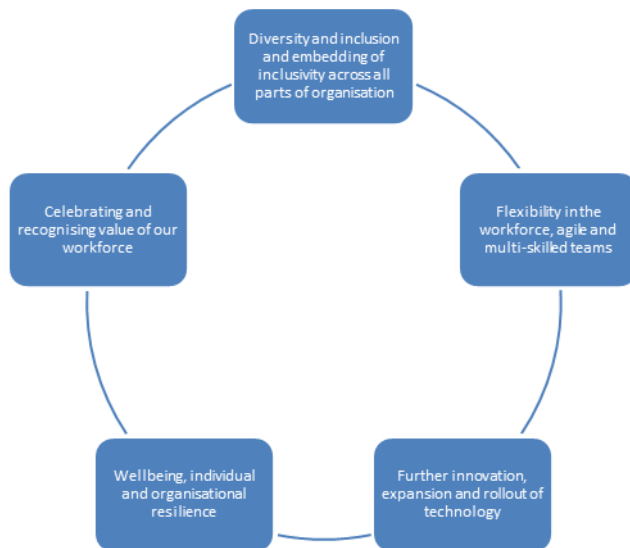 Diversity and inclusion
and embedding of
inclusivity across all
parts of organisation
Flexibility in the
workforce, agile and
multi-skilled teams
Further innovation,
expansion and rollout of
technology
Wellbeing, individual
and organisational
resilience
Celebrating and
recognising value of our
workforce